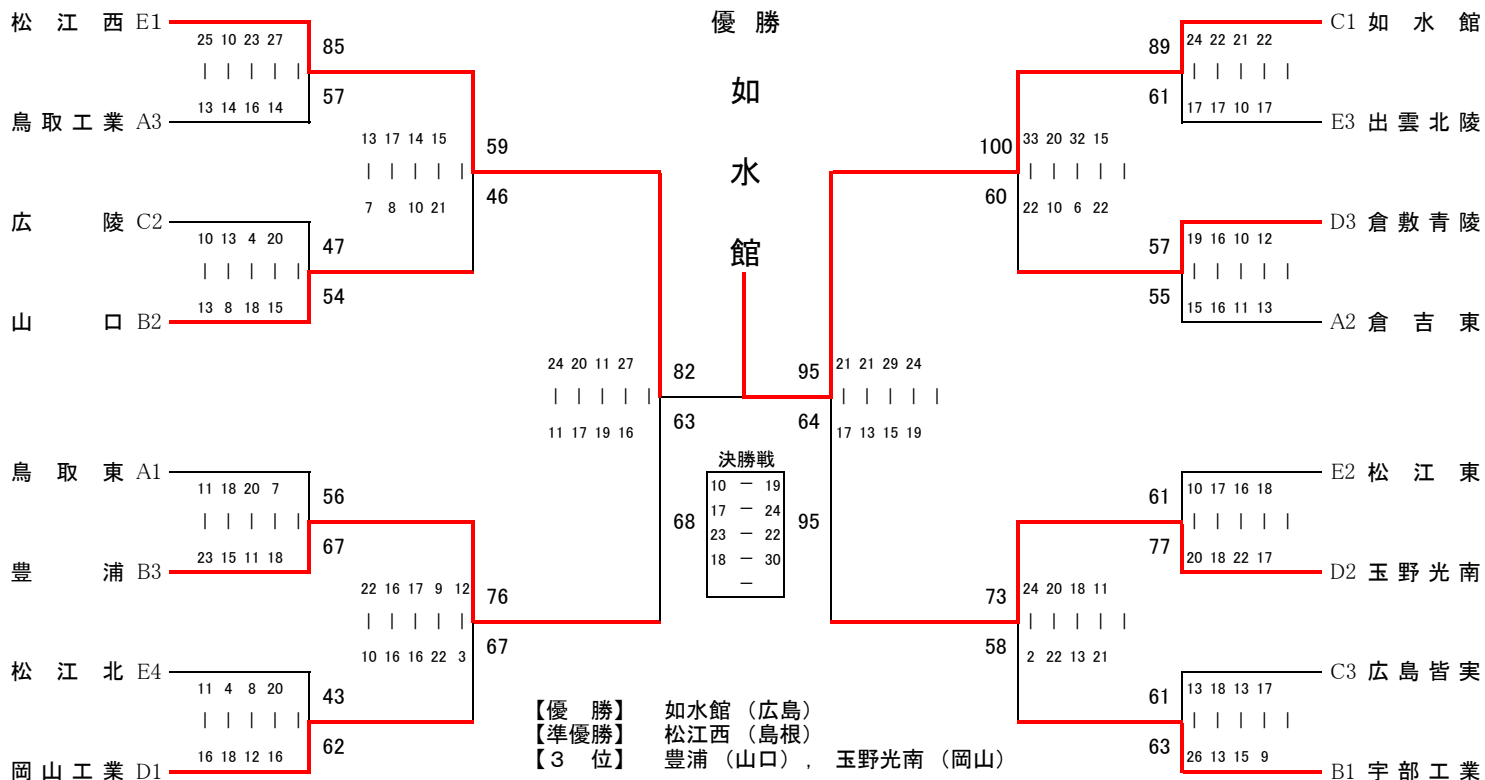 優勝
如
水
館
松江西 E1
25 10 23 27
| | | | |
13 14 16 14
85
57
鳥取工業 A3
13 17 14 15
| | | | |
7 8 10 21
59
46
広陵 C2
10 13 4 20
| | | | |
13 8 18 15
47
54
山口 B2
24 20 11 27
| | | | |
11 17 19 16
82
63
鳥取東 A1
11 18 20 7
| | | | |
23 15 11 18
56
67
豊浦 B3
22 16 17 9 12
| | | | |
10 16 16 22 3
76
67
松江北 E4
11 4 8 20
| | | | |
16 18 12 16
43
62
岡山工業 D1
決勝戦
68
10 － 19
17 － 24
23 － 22
18 － 30
－
95
C1 如水館
89
61
24 22 21 22
| | | | |
17 17 10 17
E3 出雲北陵
100
60
33 20 32 15
| | | | |
22 10 6 22
D3 倉敷青陵
57
55
19 16 10 12
| | | | |
15 16 11 13
A2 倉吉東
95
64
21 21 29 24
| | | | |
17 13 15 19
E2 松江東
61
77
10 17 16 18
| | | | |
20 18 22 17
D2 玉野光南
73
58
24 20 18 11
| | | | |
2 22 13 21
C3 広島皆実
61
63
13 18 13 17
| | | | |
26 13 15 9
B1 宇部工業
【優　勝】　如水館（広島）
【準優勝】　松江西（島根）
【３　位】　豊浦（山口）， 玉野光南（岡山）